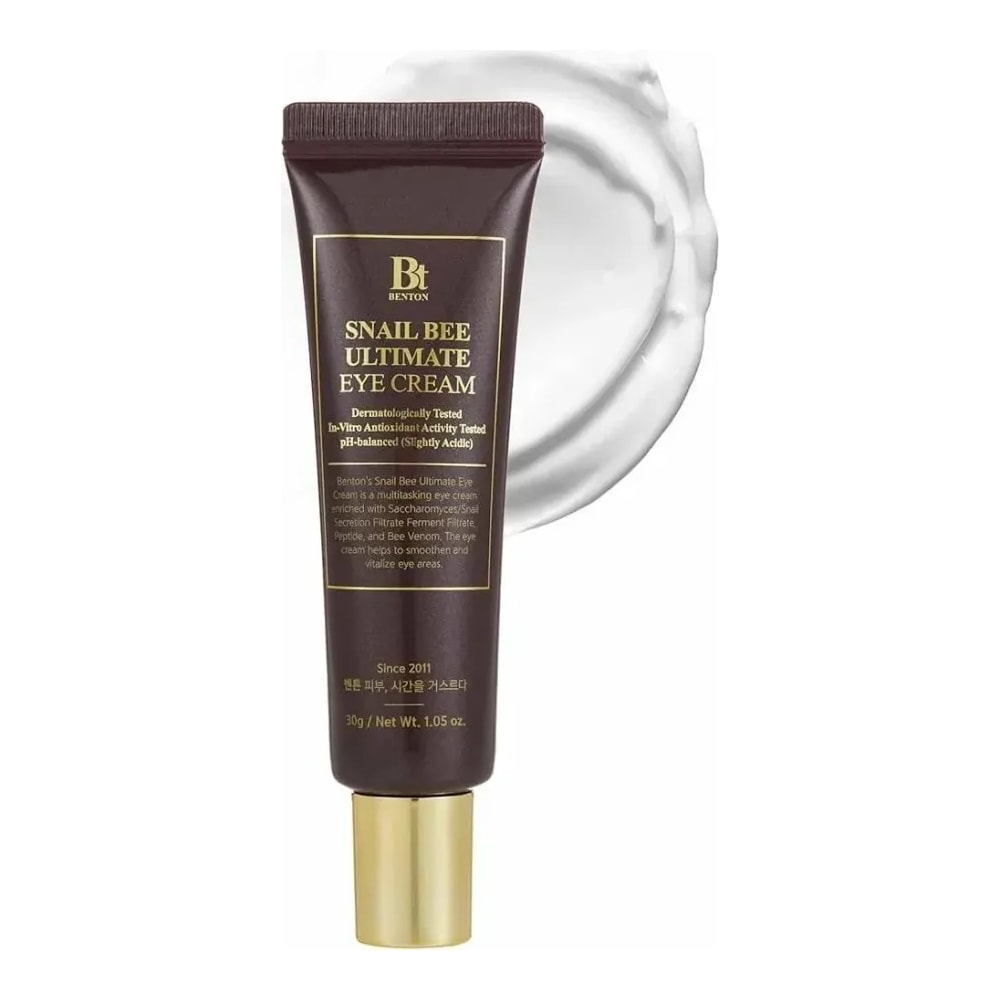 Bt
BENTON
SNAIL BEE
ULTIMATE
EYE CREAM
Dermatologically Tested
In-Vitro Antioxidant Activity Tested
pH-balanced (Slightly Acidic)
Benton's Snail Bee Ultimate Eye
Cream is a multitasking eye cream
enriched with Saccharomyces/Snail
Secretion Filtrate Ferment Filtrate,
Peptide, and Bee Venom. The eye
cream helps to smoothen and
vitalize eye areas.
Since 2011
벤튼 피부, 시간을 거스르다
30g / Net Wt. 1.05 oz.